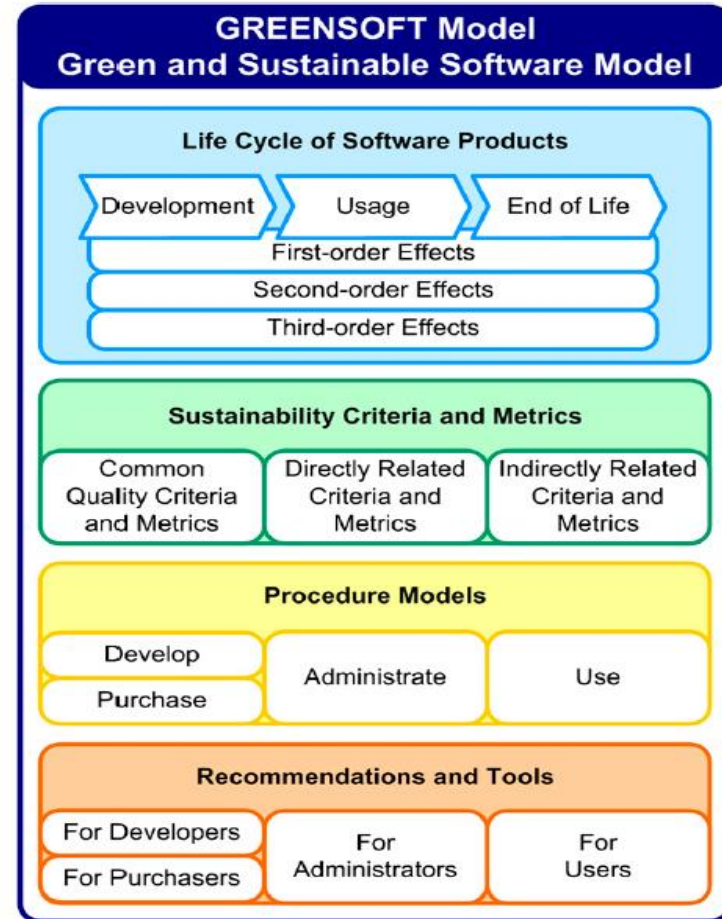 GREENSOFT Model
Green and Sustainable Software Model
Life Cycle of Software Products
Development
Usage
End of Life
First-order Effects
Second-order Effects
Third-order Effects
Sustainability Criteria and Metrics
Common
Quality Criteria
and Metrics
Directly Related
Criteria and
Metrics
Indirectly Related
Criteria and
Metrics
Procedure Models
Develop
Purchase
Administrate
Use
Recommendations and Tools
For Developers
For Purchasers
For
Administrators
For
Users